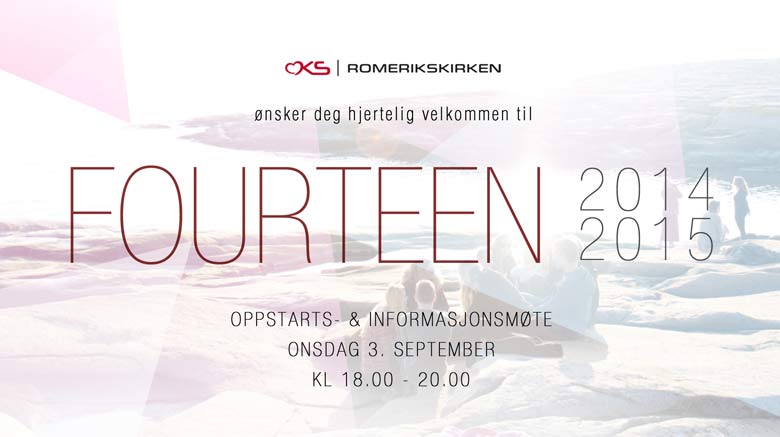 OKS | ROMERIKSKIRKEN
ønsker deg hjertelig velkommen til
FOURTEEN 2014
2015
OPPSTARTS- & INFORMASJONSMØTE
ONSDAG 3. SEPTEMBER
KL 18.00 - 20.00